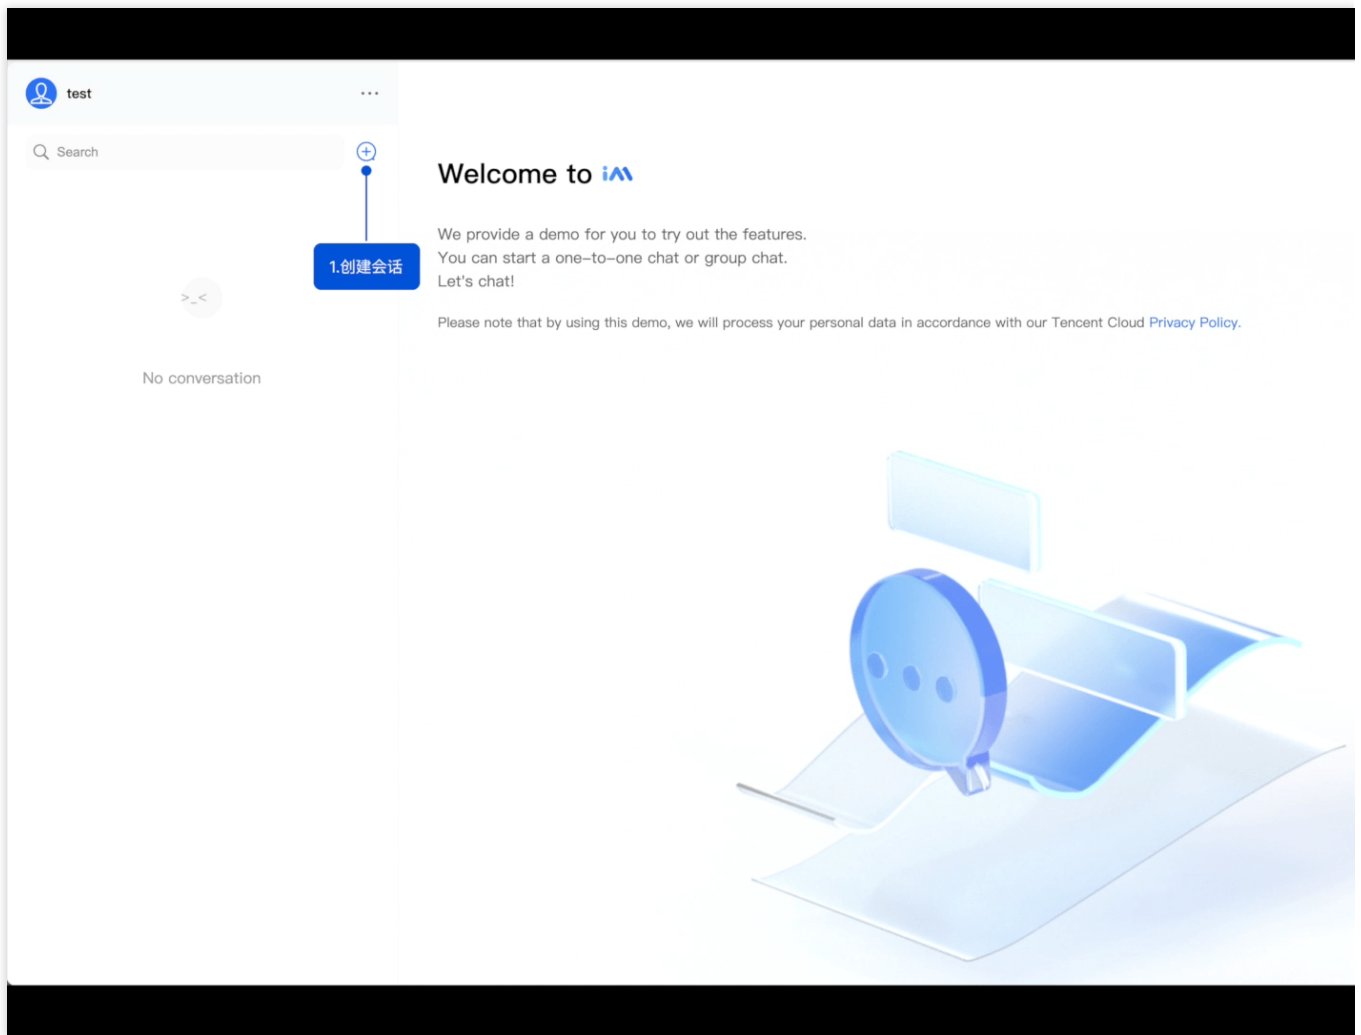 test
Search
1.创建会话
>_<
No conversation
Welcome to iM
We provide a demo for you to try out the features.
You can start a one-to-one chat or group chat.
Let's chat!
Please note that by using this demo, we will process your personal data in accordance with our Tencent Cloud Privacy Policy.